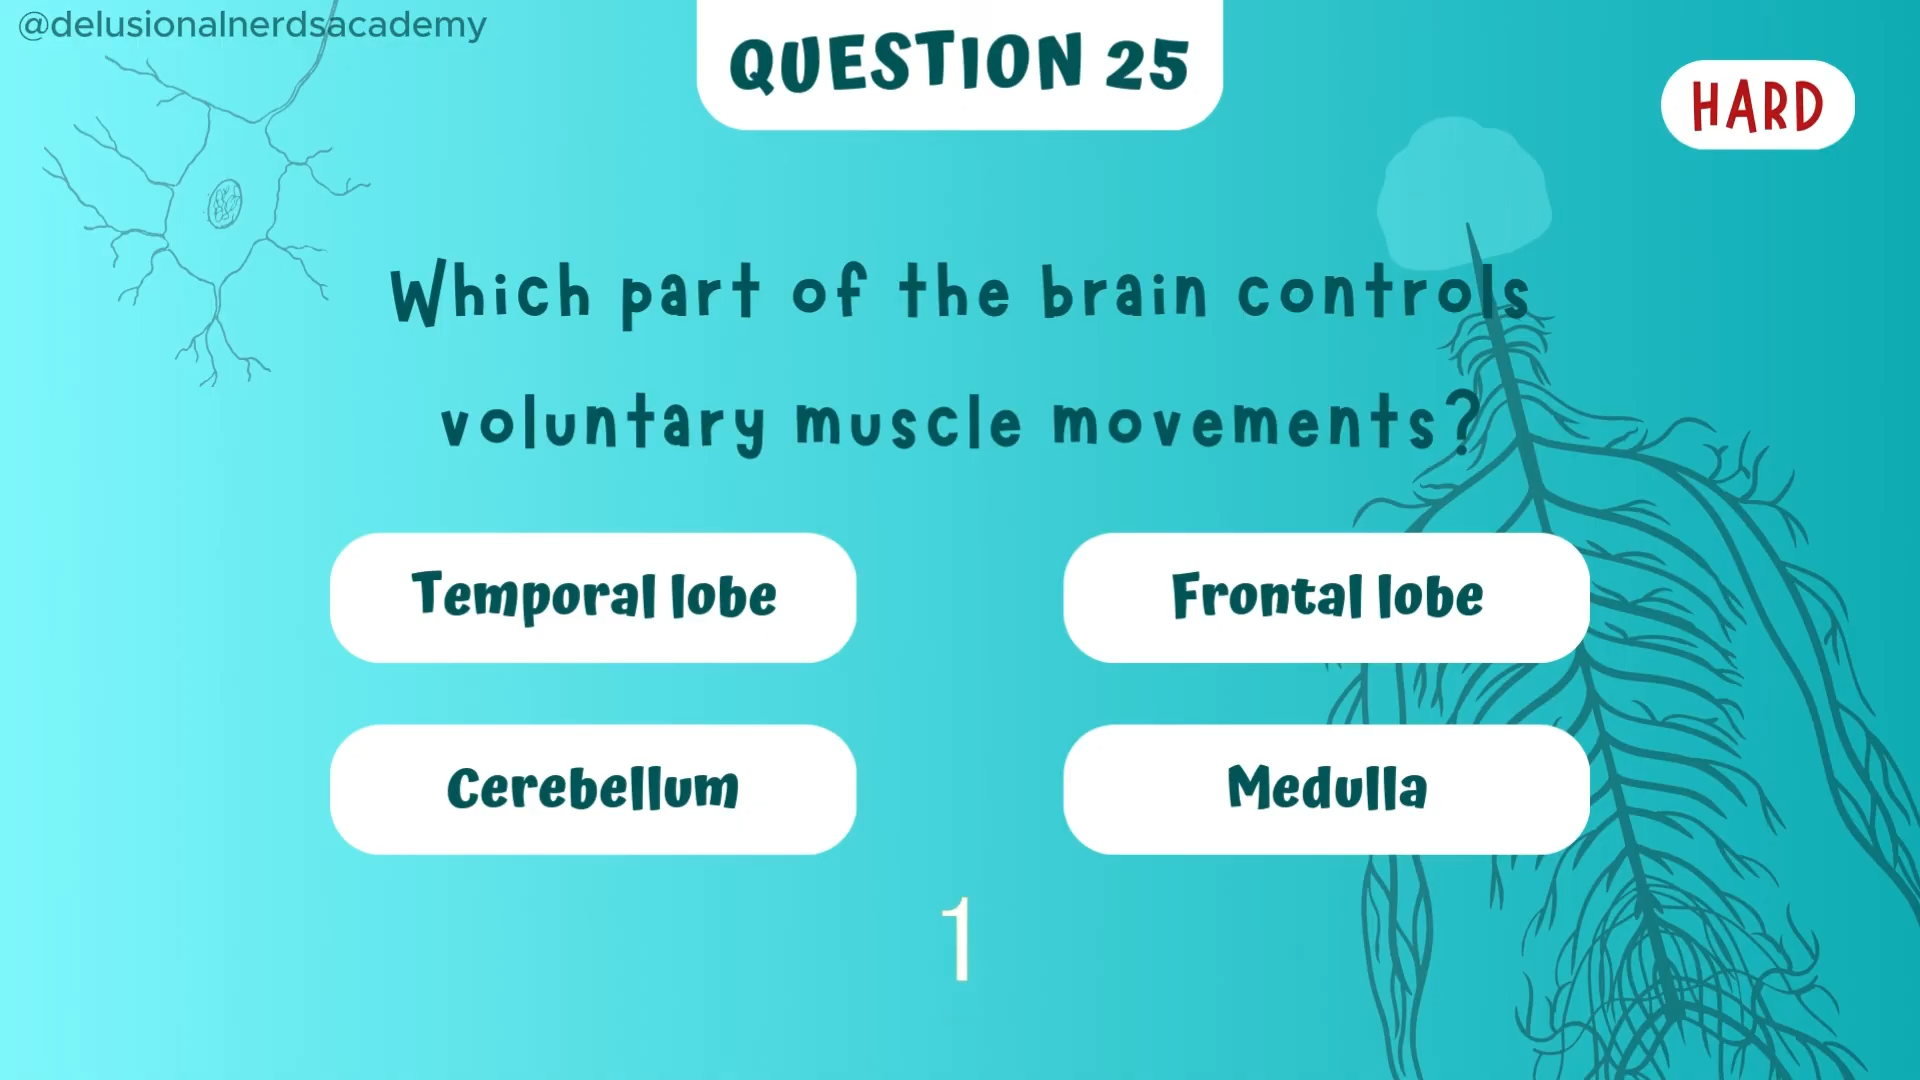 @delusionalnerdsacademy
QUESTION 25
HARD
Which part of the brain controls
voluntary muscle movements?
Temporal lobe
Frontal lobe
Cerebellum
Medulla
1